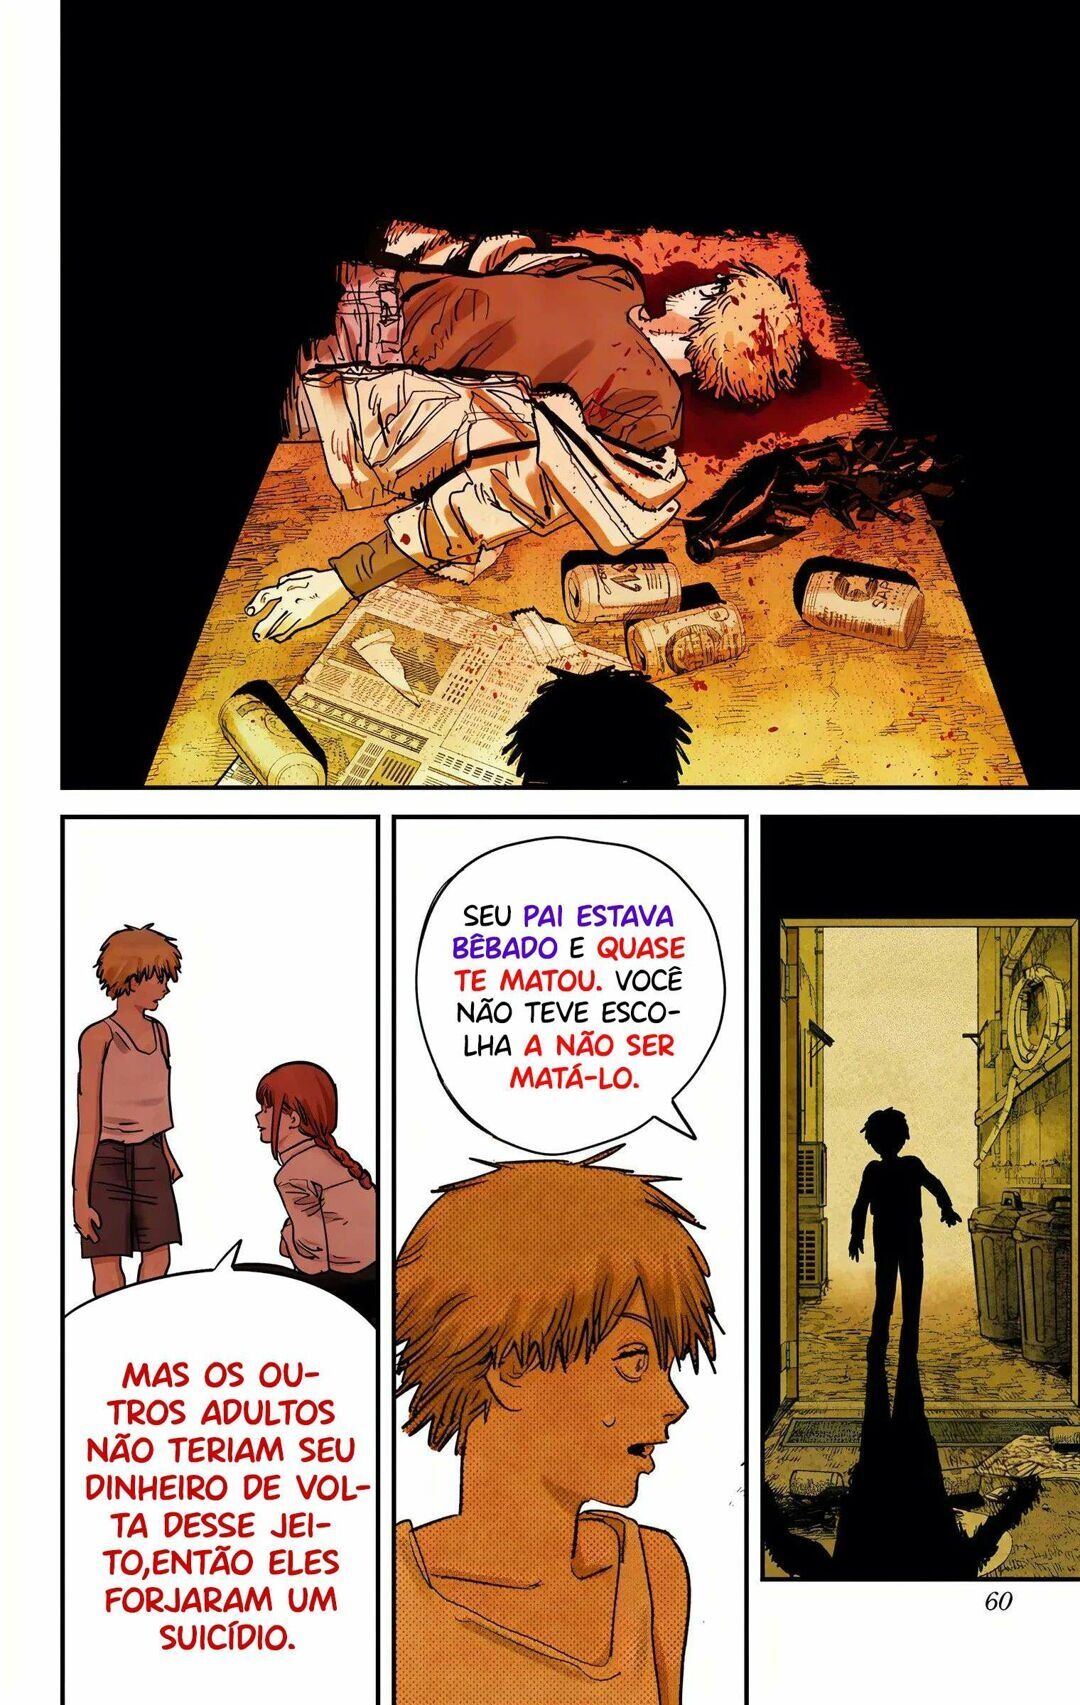 SEU PAI ESTAVA
BÊBADO E QUASE
TE MATOU. VOCÊ
NÃO TEVE ESCO-
LHA A NÃO SER
MATÁ-LO.
MAS OS OU-
TROS ADULTOS
NÃO TERIAM SEU
DINHEIRO DE VOL-
TA DESSE JEI-
TO,ENTÃO ELES
FORJARAM UM
SUICÍDIO.
60